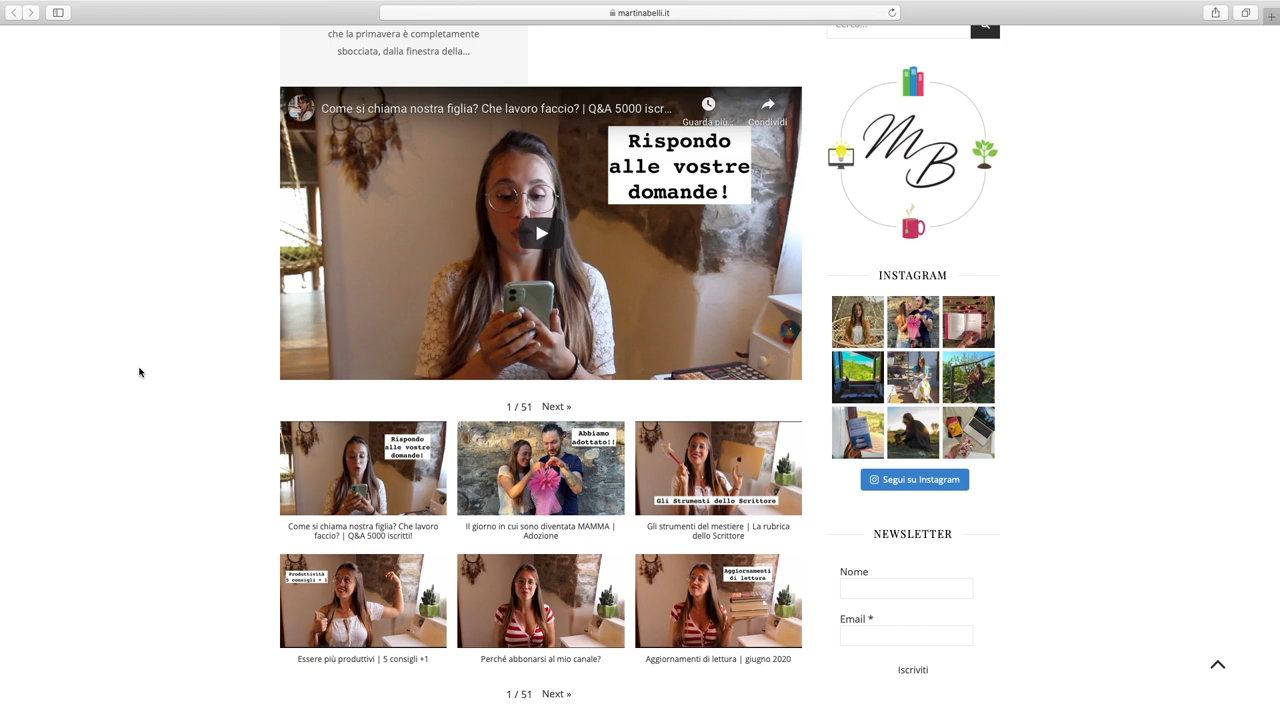 martinabelli.it
che la primavera è completamente
sbocciata, dalla finestra della...
Cerca...
Come si chiama nostra figlia? Che lavoro faccio? | Q&A 5000 iscr...
Guarda più...
Condividi
Rispondo
alle vostre
domande!
1 / 51 Next »
Rispondo
alle vostre
domande!
Abbiamo
adottato!!
Gli Strumenti dello Scrittore
Come si chiama nostra figlia? Che lavoro
faccio? | Q&A 5000 iscritti!
Il giorno in cui sono diventata MAMMA |
Adozione
Gli strumenti del mestiere | La rubrica
dello Scrittore
Produttività
5 consigli + 1
Aggiornamenti
di lettura
Essere più produttivi | 5 consigli +1
Perché abbonarsi al mio canale?
Aggiornamenti di lettura | giugno 2020
1 / 51 Next »
MB
INSTAGRAM
Segui su Instagram
NEWSLETTER
Nome
Email *
Iscriviti